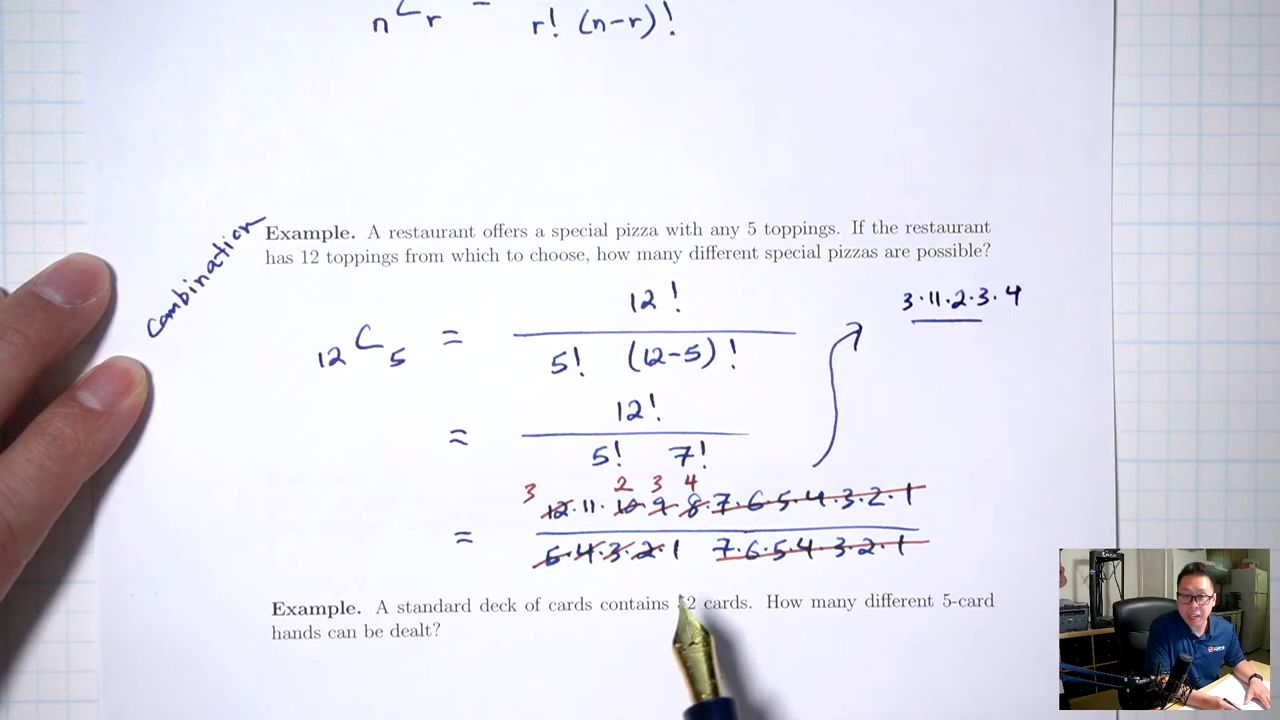 nCr = r! (n-r)!
Combination
Example. A restaurant offers a special pizza with any 5 toppings. If the restaurant
has 12 toppings from which to choose, how many different special pizzas are possible?
3·11·2·3·4
12!
12C5 =
5! (12-5)!
12!
=
5! 7!
3 2 3 4
12·11·10·9·8·7·6·5·4·3·2·1
=
5·4·3·2·1 7·6·5·4·3·2·1
Example. A standard deck of cards contains 2 cards. How many different 5-card
hands can be dealt?